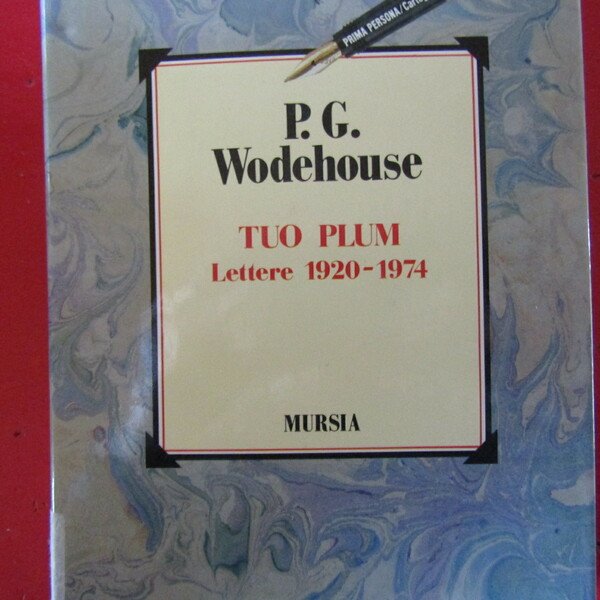 PRIMA PERSONA/
P. G.
Wodehouse
TUO PLUM
Lettere 1920-1974
MURSIA